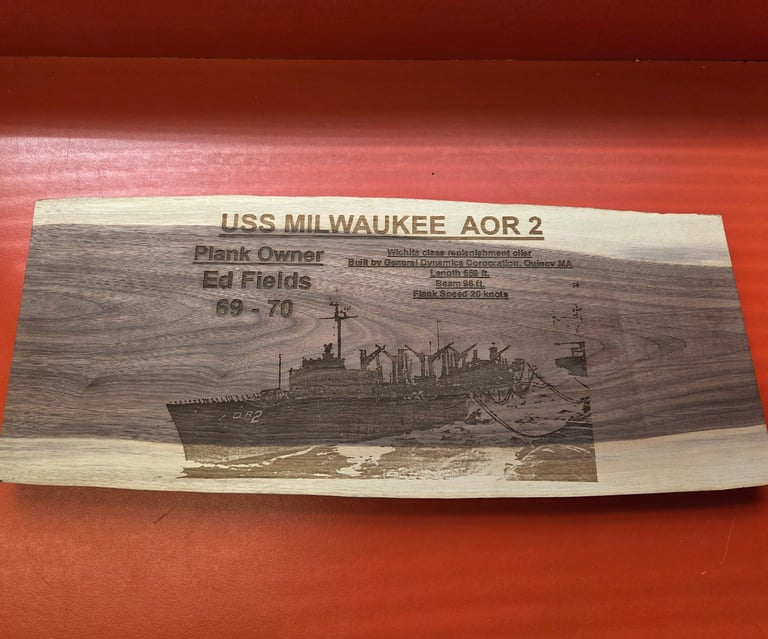 USS MILWAUKEE AOR 2
Plank Owner
Ed Fields
69 - 70
Wichita class replenishment oiler
Built by General Dynamics Corporation, Quincy MA
Length 659 ft.
Beam 96 ft.
Flank Speed 20 knots